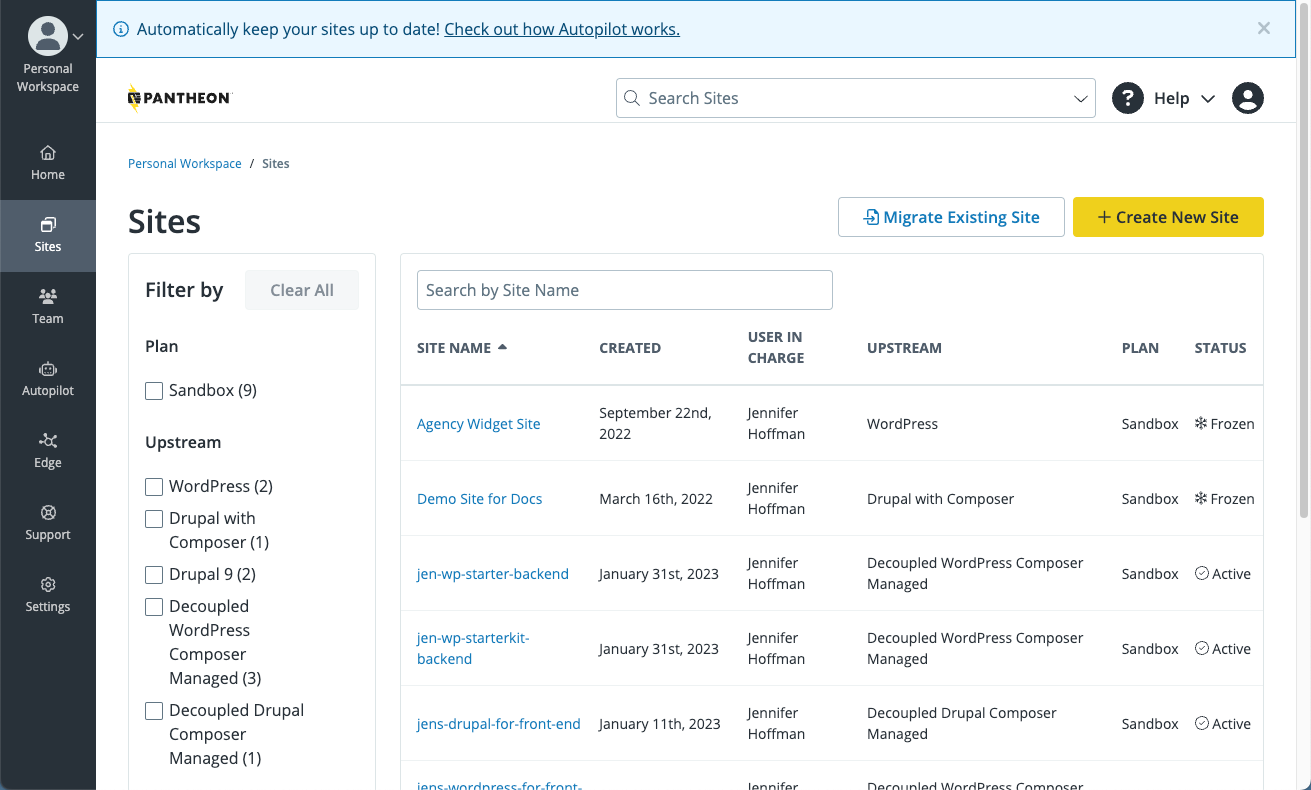 Automatically keep your sites up to date! Check out how Autopilot works.
Personal
Workspace
Home
Sites
Team
Autopilot
Edge
Support
Settings
PANTHEON
Search Sites
? Help
Personal Workspace / Sites
Sites
Migrate Existing Site
+ Create New Site
Filter by
Clear All
Plan
Sandbox (9)
Upstream
WordPress (2)
Drupal with
Composer (1)
Drupal 9 (2)
Decoupled
WordPress
Composer
Managed (3)
Decoupled Drupal
Composer
Managed (1)
Search by Site Name
SITE NAME
CREATED
USER IN
CHARGE
UPSTREAM
PLAN
STATUS
Agency Widget Site
September 22nd,
2022
Jennifer
Hoffman
WordPress
Sandbox
Frozen
Demo Site for Docs
March 16th, 2022
Jennifer
Hoffman
Drupal with Composer
Sandbox
Frozen
jen-wp-starter-backend
January 31st, 2023
Jennifer
Hoffman
Decoupled WordPress Composer
Managed
Sandbox
Active
jen-wp-starterkit-
backend
January 31st, 2023
Jennifer
Hoffman
Decoupled WordPress Composer
Managed
Sandbox
Active
jens-drupal-for-front-end
January 11th, 2023
Jennifer
Hoffman
Decoupled Drupal Composer
Managed
Sandbox
Active
jens-wordpress-for-front-
Jennifer
Decoupled WordPress Composer